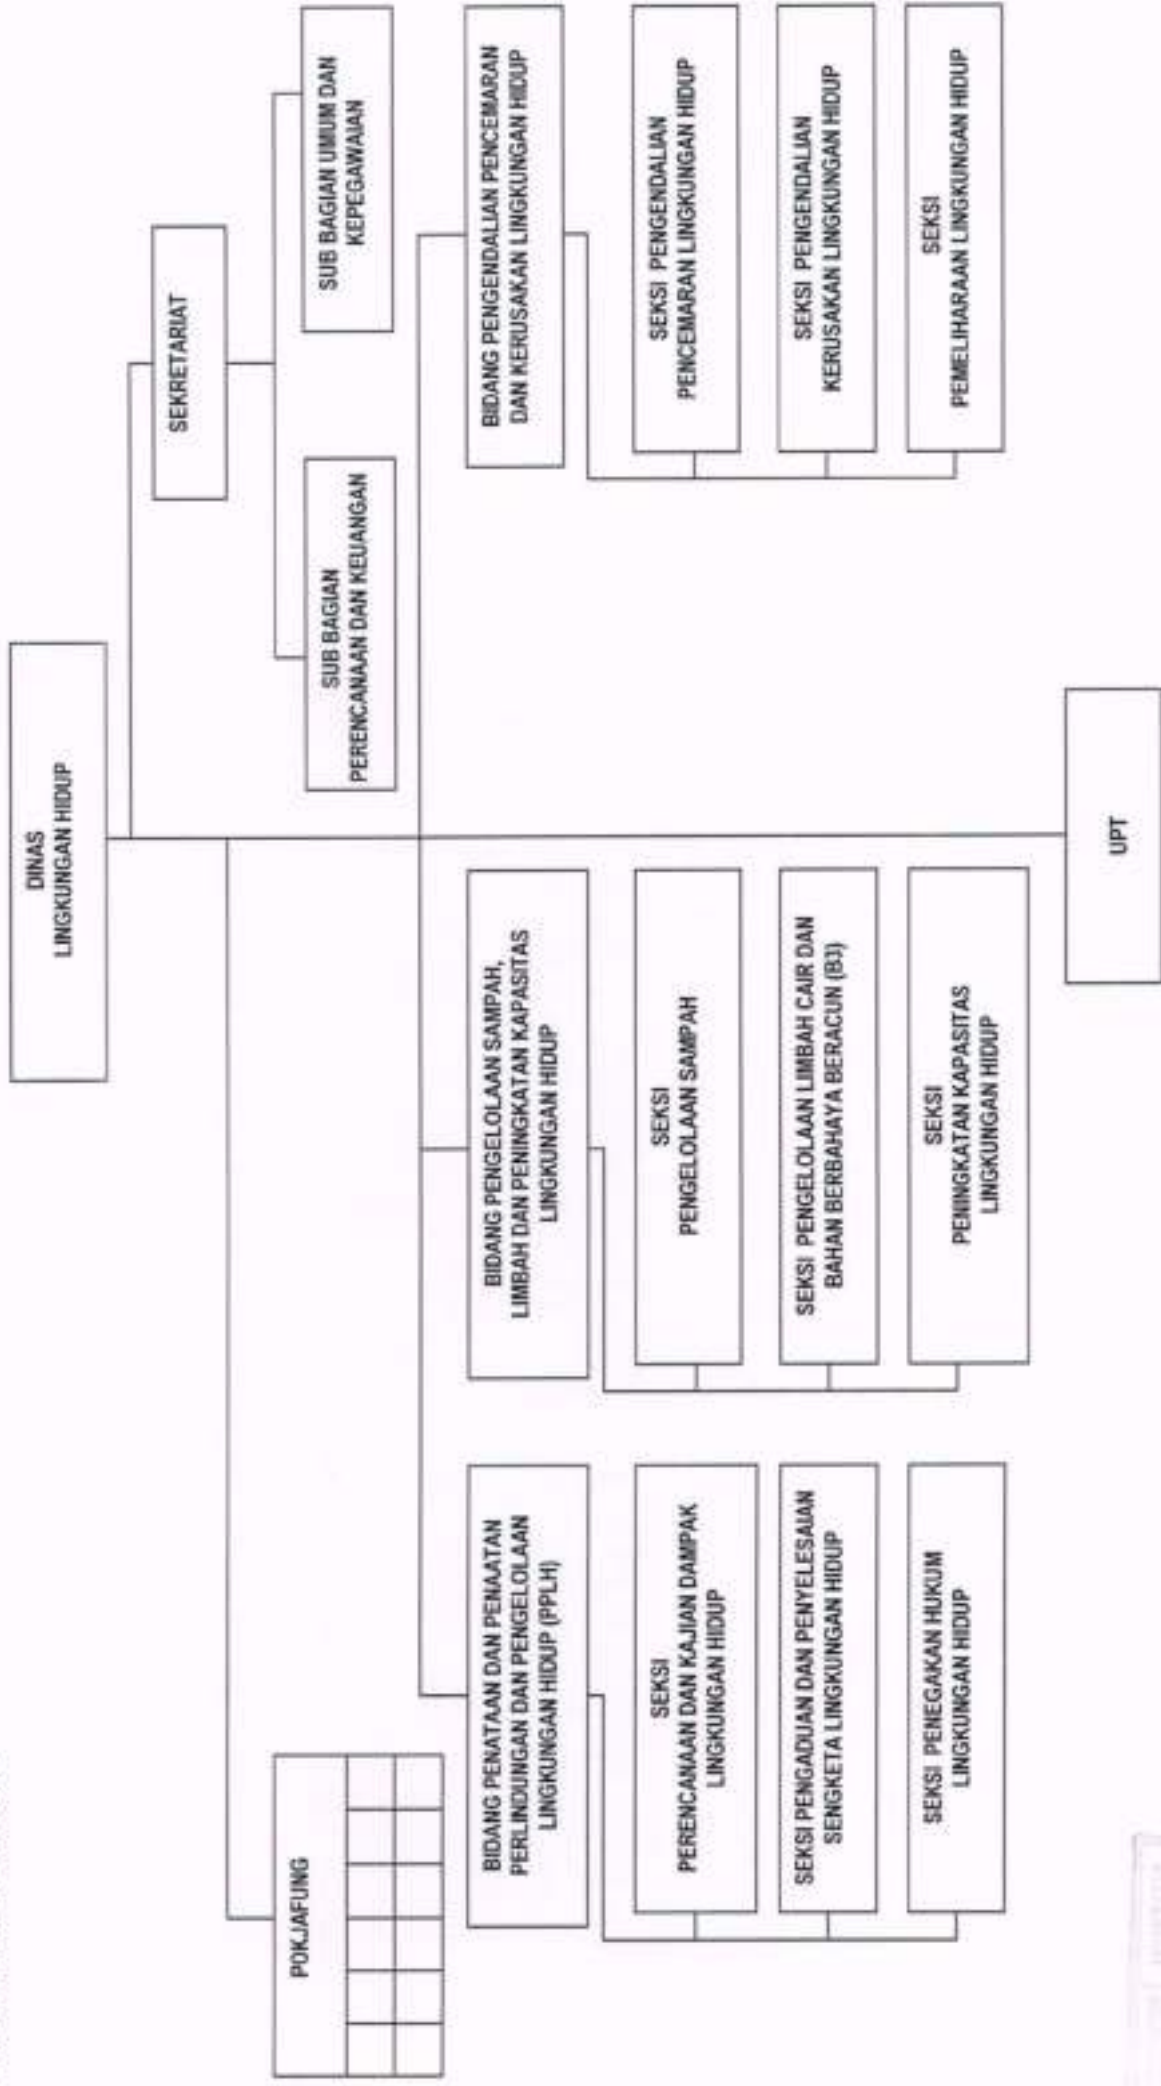 DINAS
LINGKUNGAN HIDUP
SEKRETARIAT
SUB BAGIAN
PERENCANAAN DAN KEUANGAN
SUB BAGIAN UMUM DAN
KEPEGAWAIAN
POKJAFUNG
BIDANG PENATAAN DAN PENAATAN
PERLINDUNGAN DAN PENGELOLAAN
LINGKUNGAN HIDUP (PPLH)
SEKSI
PERENCANAAN DAN KAJIAN DAMPAK
LINGKUNGAN HIDUP
SEKSI PENGADUAN DAN PENYELESAIAN
SENGKETA LINGKUNGAN HIDUP
SEKSI PENEGAKAN HUKUM
LINGKUNGAN HIDUP
BIDANG PENGELOLAAN SAMPAH,
LIMBAH DAN PENINGKATAN KAPASITAS
LINGKUNGAN HIDUP
SEKSI
PENGELOLAAN SAMPAH
SEKSI PENGELOLAAN LIMBAH CAIR DAN
BAHAN BERBAHAYA BERACUN (B3)
SEKSI
PENINGKATAN KAPASITAS
LINGKUNGAN HIDUP
BIDANG PENGENDALIAN PENCEMARAN
DAN KERUSAKAN LINGKUNGAN HIDUP
SEKSI PENGENDALIAN
PENCEMARAN LINGKUNGAN HIDUP
SEKSI PENGENDALIAN
KERUSAKAN LINGKUNGAN HIDUP
SEKSI
PEMELIHARAAN LINGKUNGAN HIDUP
UPT